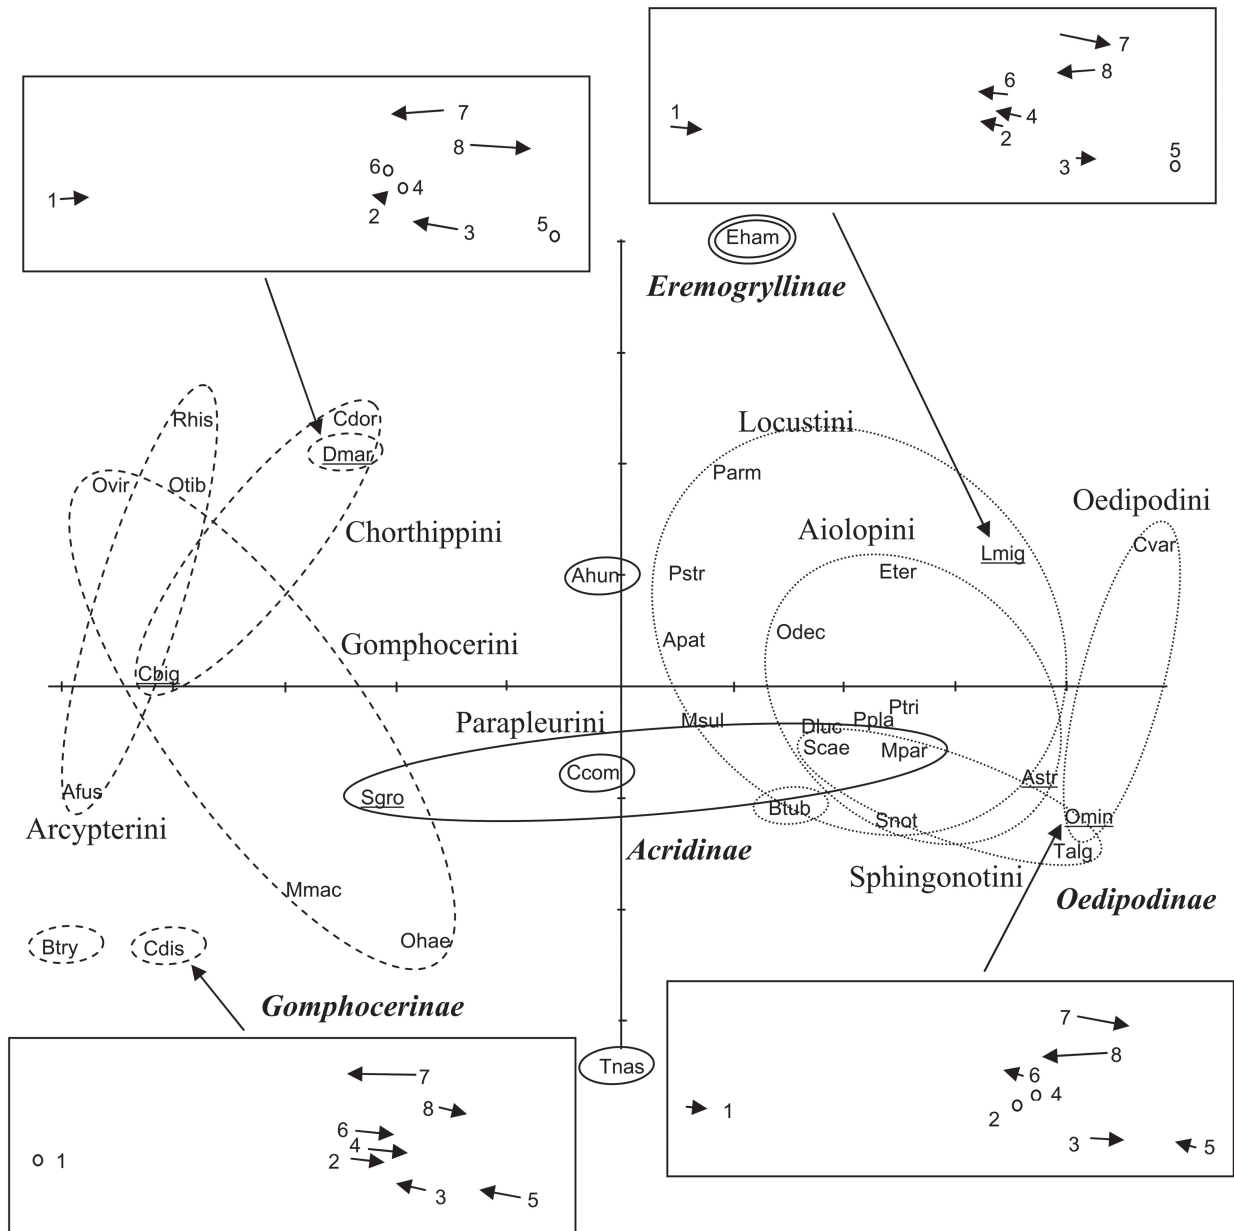 7
8
6
4
2
1
3
5
7
8
6
4
1
2
3
5
Eham
Eremogryllinae
Rhis
Cdor
Dmar
Locustini
Parm
Ovir
Otib
Chorthippini
Aiolopini
Oedipodini
Lmig
Cvar
Ahun
Pstr
Eter
Gomphocerini
Apat
Odec
Cbig
Parapleurini
Msul
Dluc
Ppla
Ptri
Scae
Mpar
Ccom
Astr
Afus
Sgro
Btub
Snot
Omin
Arcypterini
Acridinae
Talg
Sphingonotini
Oedipodinae
Mmac
Btry
Cdis
Ohae
Gomphocerinae
Tnas
7
8
6
4
2
1
3
5
7
8
6
4
2
1
3
5